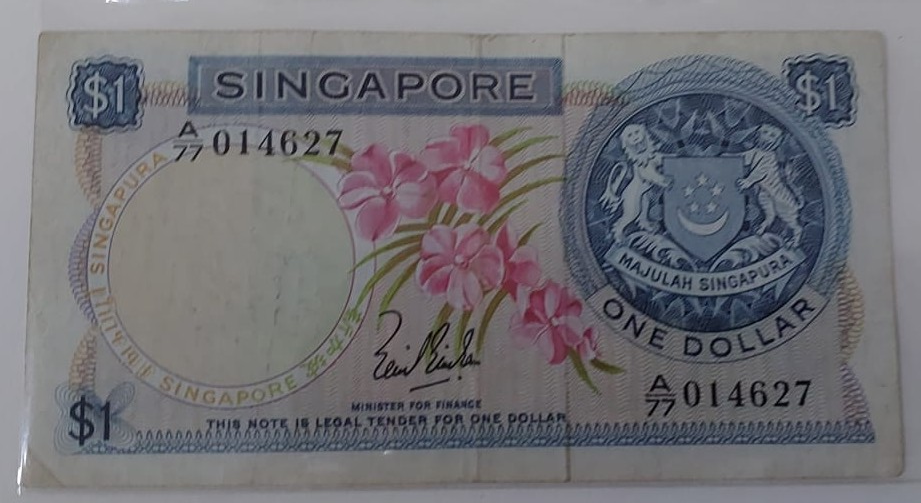 $1
SINGAPORE
$1
A/77 014627
SINGAPURA
SINGAPORE
MAJULAH SINGAPURA
ONE DOLLAR
A/77 014627
MINISTER FOR FINANCE
THIS NOTE IS LEGAL TENDER FOR ONE DOLLAR
$1